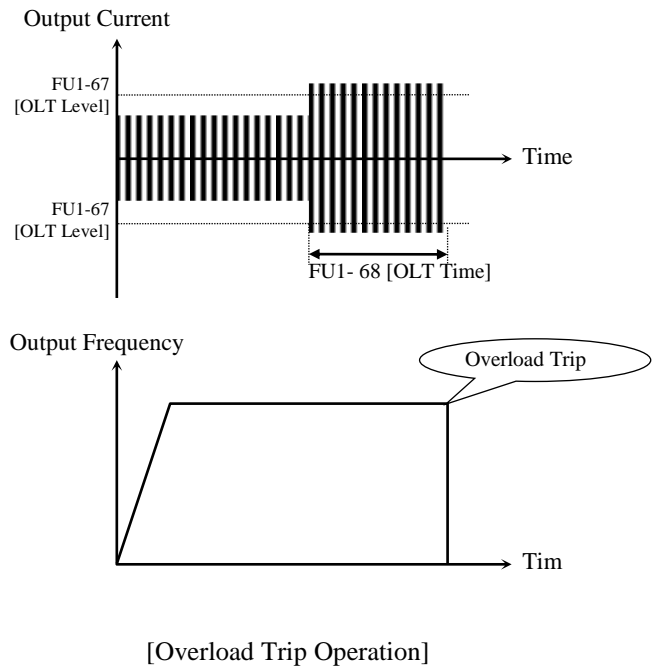 Output Current
FU1-67
[OLT Level]
Time
FU1-67
[OLT Level]
FU1- 68 [OLT Time]
Output Frequency
Overload Trip
Tim
[Overload Trip Operation]